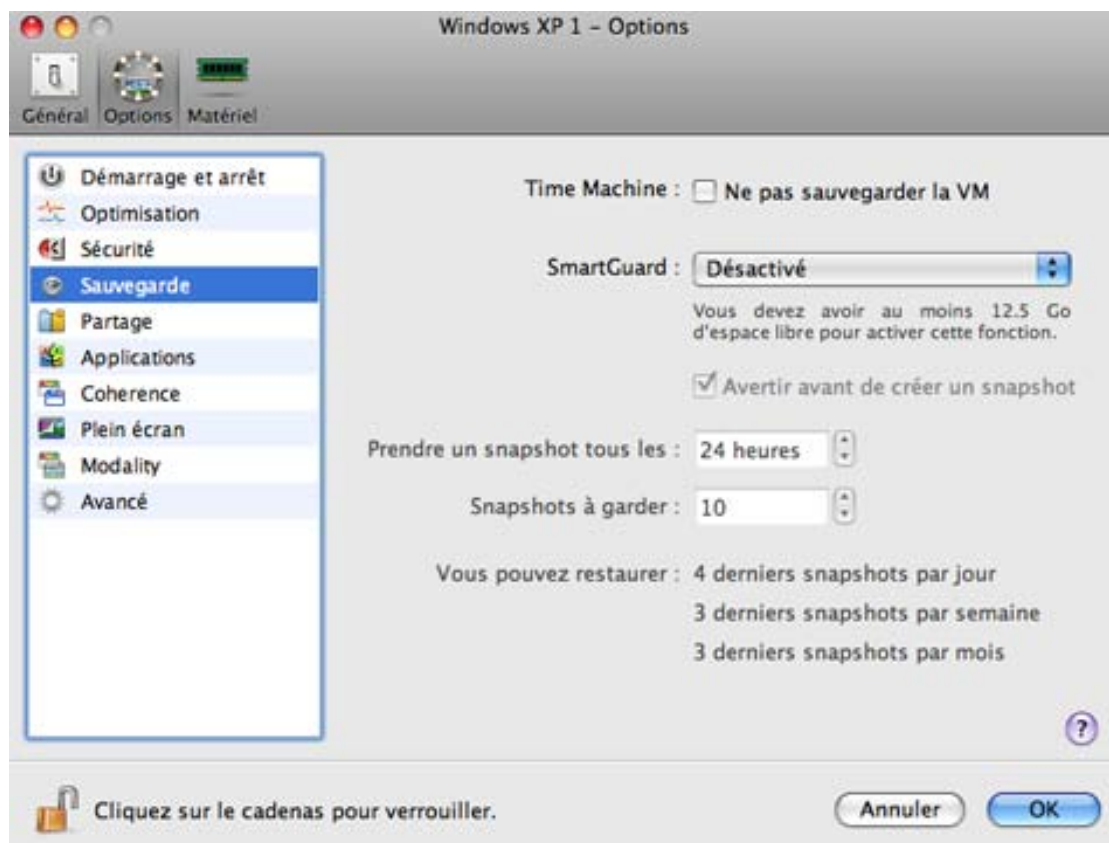 Windows XP 1 – Options
Général Options Matériel
Démarrage et arrêt
Optimisation
Sécurité
Sauvegarde
Partage
Applications
Coherence
Plein écran
Modality
Avancé
Time Machine : Ne pas sauvegarder la VM
SmartGuard : Désactivé
Vous devez avoir au moins 12.5 Go
d'espace libre pour activer cette fonction.
Avertir avant de créer un snapshot
Prendre un snapshot tous les : 24 heures
Snapshots à garder : 10
Vous pouvez restaurer : 4 derniers snapshots par jour
3 derniers snapshots par semaine
3 derniers snapshots par mois
?
Cliquez sur le cadenas pour verrouiller.
Annuler OK